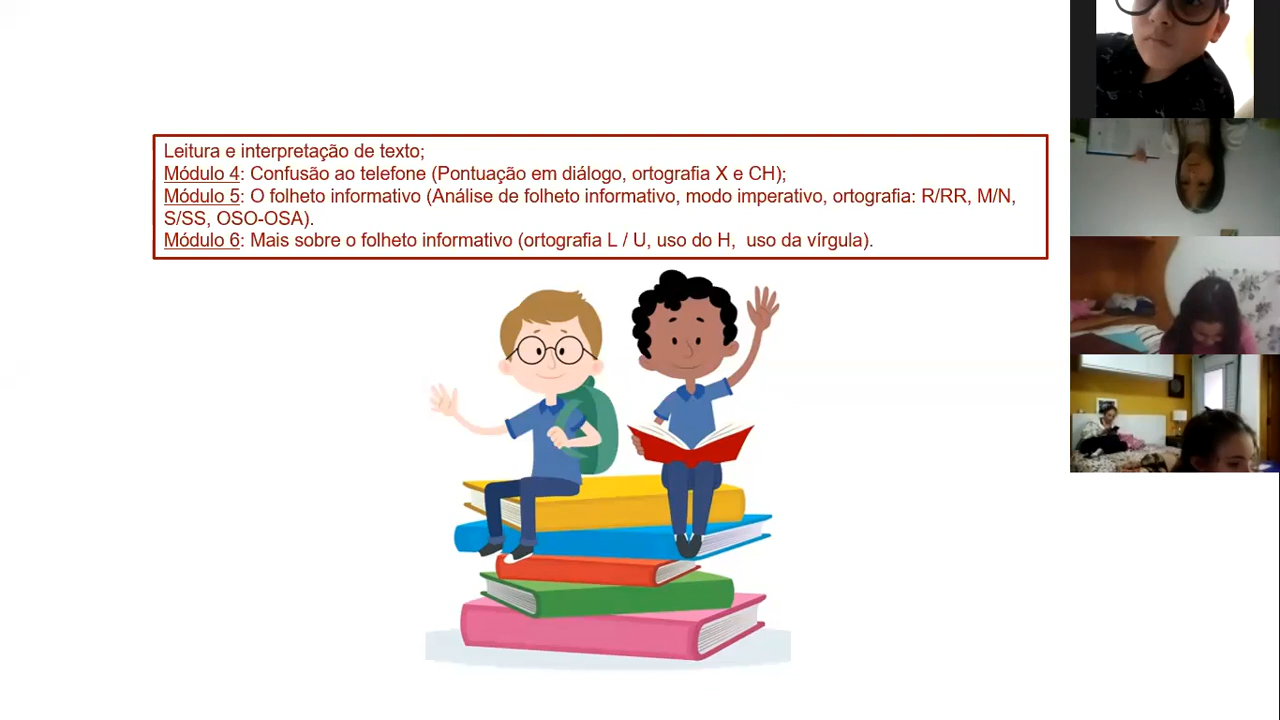 Leitura e interpretação de texto;
Módulo 4: Confusão ao telefone (Pontuação em diálogo, ortografia X e CH);
Módulo 5: O folheto informativo (Análise de folheto informativo, modo imperativo, ortografia: R/RR, M/N,
S/SS, OSO-OSA).
Módulo 6: Mais sobre o folheto informativo (ortografia L / U, uso do H,  uso da vírgula).